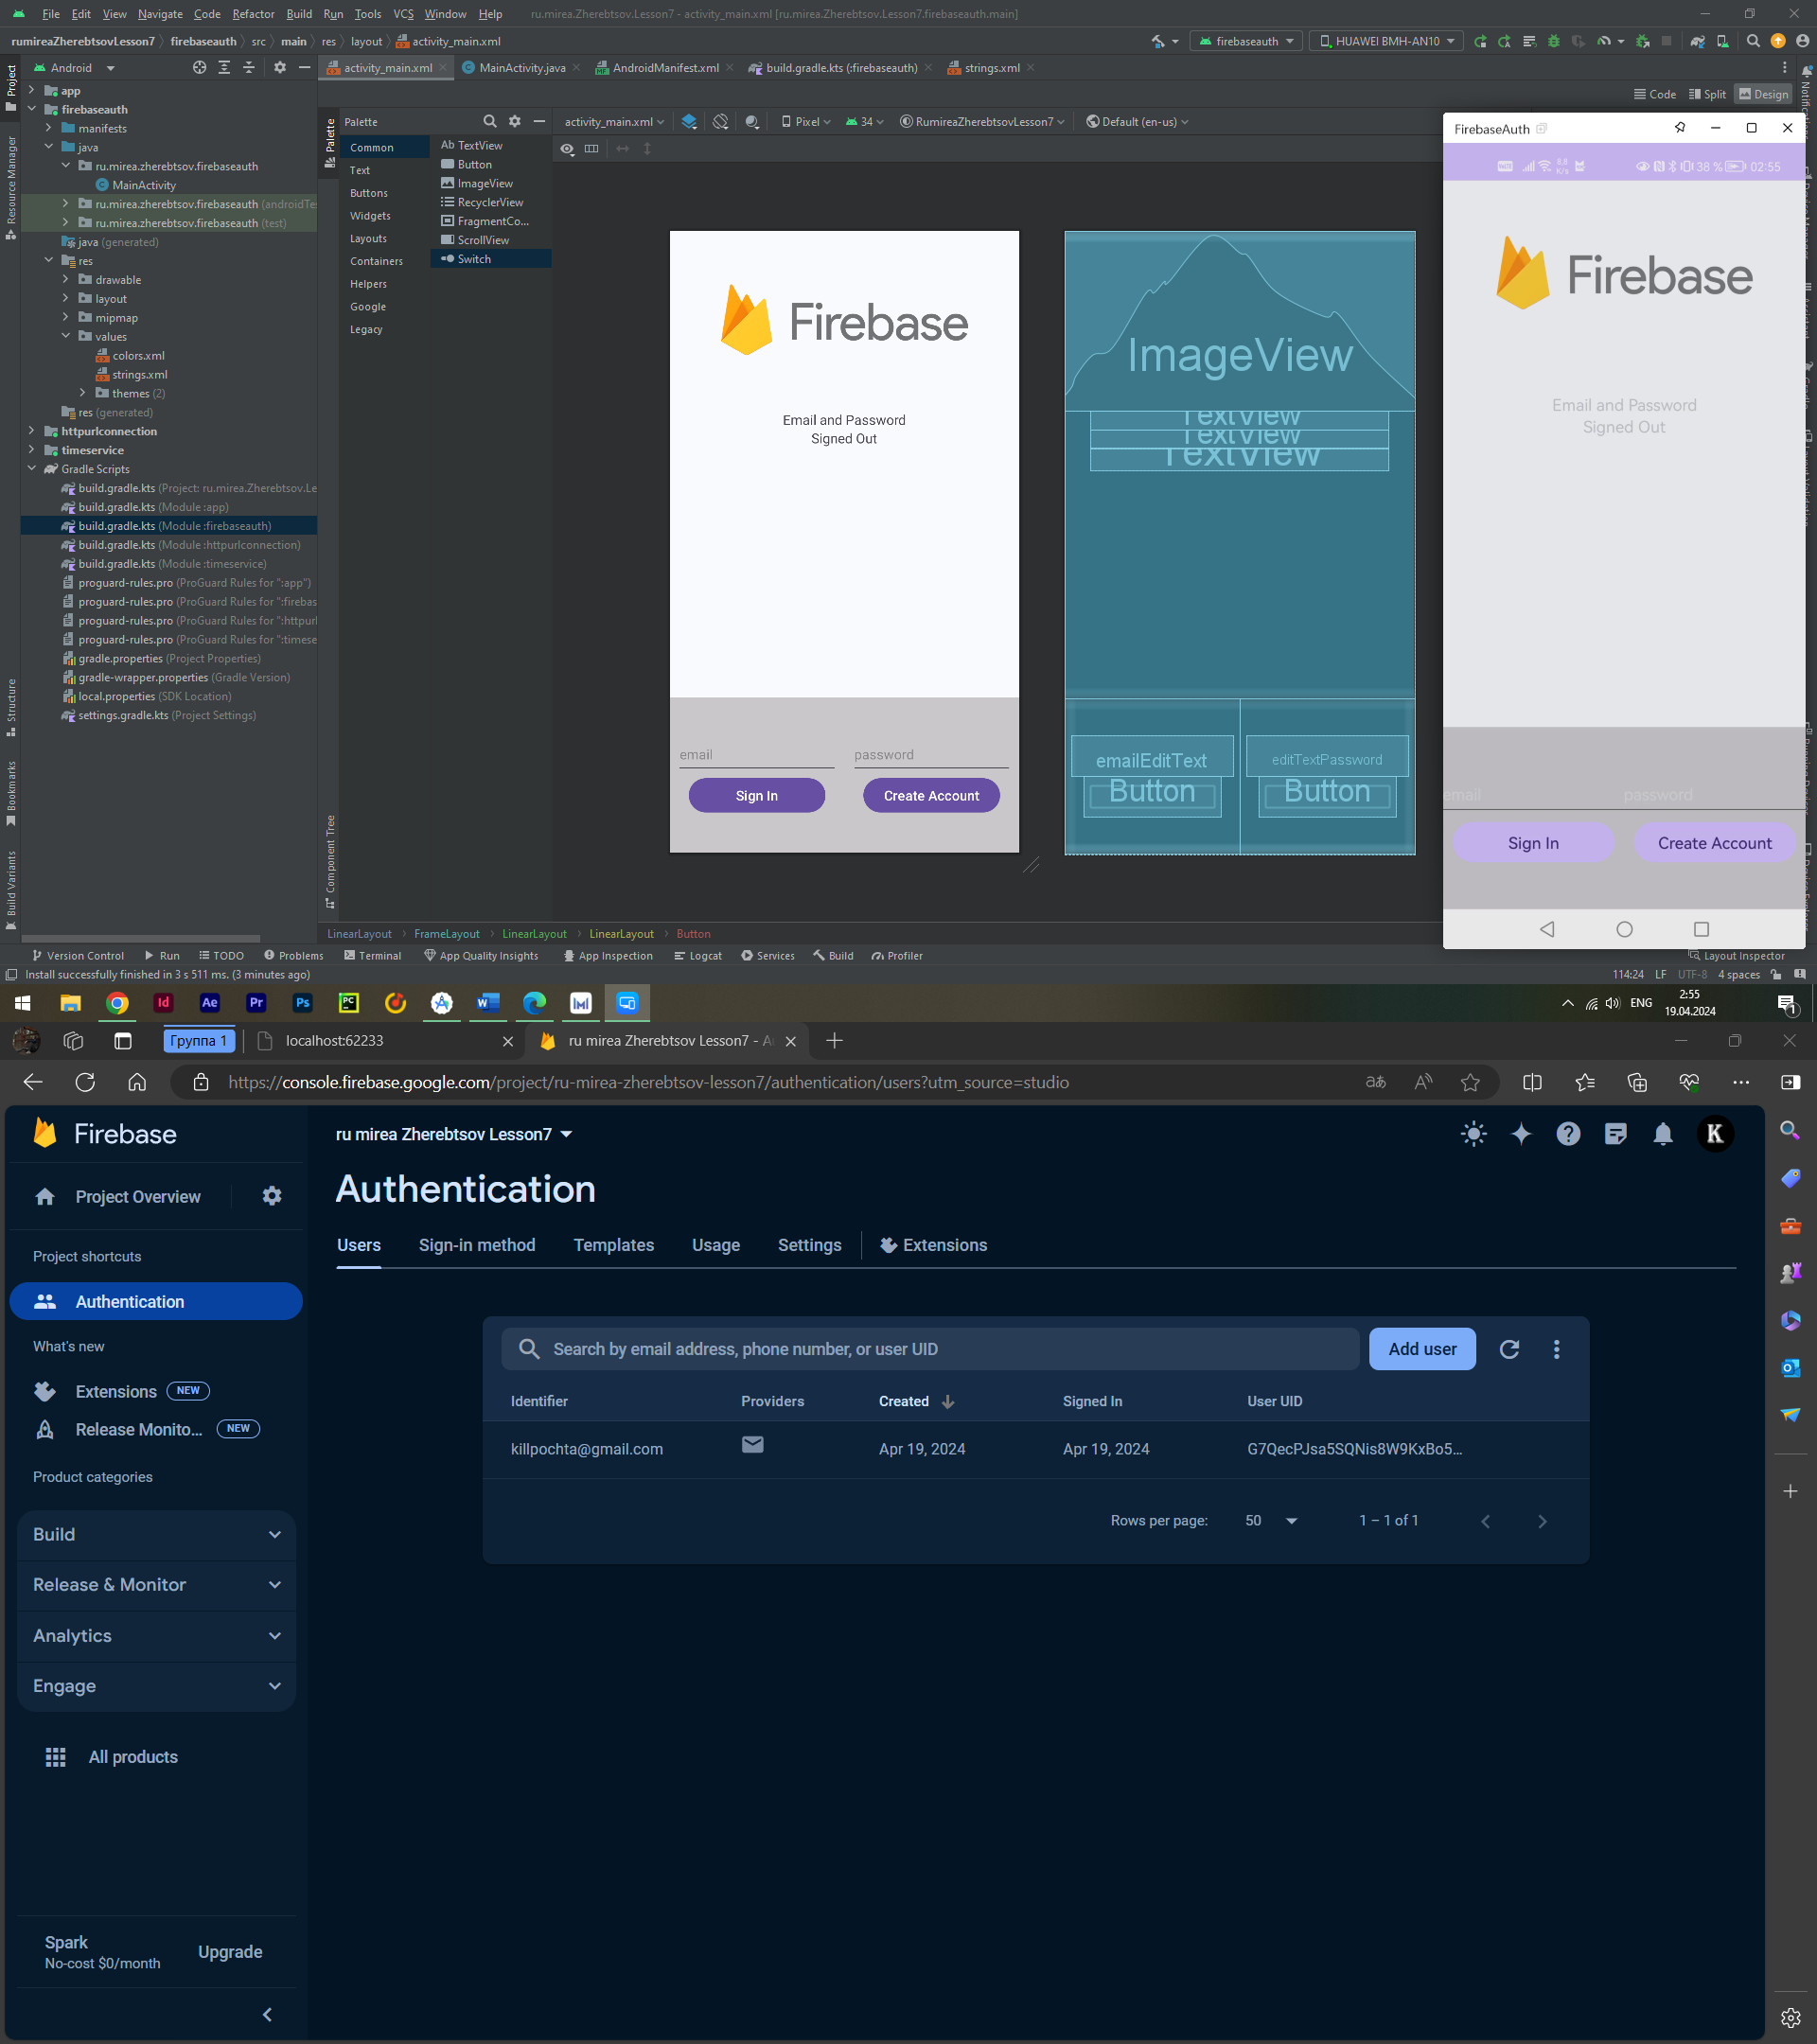 File Edit View Navigate Code Refactor Build Run Tools VCS Window Help ru.mirea.Zherebtsov.Lesson7 - activity_main.xml [ru.mirea.Zherebtsov.Lesson7.firebaseauth.main]
rumireaZherebtsovLesson7 firebaseauth src main res layout activity_main.xml firebaseauth HUAWEI BMH-AN10
Project
Resource Manager
Structure
Bookmarks
Build Variants
Android
app
firebaseauth
manifests
java
ru.mirea.zherebtsov.firebaseauth
MainActivity
ru.mirea.zherebtsov.firebaseauth (androidTes
ru.mirea.zherebtsov.firebaseauth (test)
java (generated)
res
drawable
layout
mipmap
values
colors.xml
strings.xml
themes (2)
res (generated)
httpurlconnection
timeservice
Gradle Scripts
build.gradle.kts (Project: ru.mirea.Zherebtsov.Le
build.gradle.kts (Module :app)
build.gradle.kts (Module :firebaseauth)
build.gradle.kts (Module :httpurlconnection)
build.gradle.kts (Module :timeservice)
proguard-rules.pro (ProGuard Rules for ":app")
proguard-rules.pro (ProGuard Rules for ":firebas
proguard-rules.pro (ProGuard Rules for ":httpurl
proguard-rules.pro (ProGuard Rules for ":timese
gradle.properties (Project Properties)
gradle-wrapper.properties (Gradle Version)
local.properties (SDK Location)
settings.gradle.kts (Project Settings)
activity_main.xml MainActivity.java AndroidManifest.xml build.gradle.kts (:firebaseauth) strings.xml
Code Split Design
Palette
Component Tree
Palette
Common
Text
Buttons
Widgets
Layouts
Containers
Helpers
Google
Legacy
Ab TextView
Button
ImageView
RecyclerView
FragmentCo...
ScrollView
Switch
activity_main.xml Pixel 34 RumireaZherebtsovLesson7 Default (en-us)
Firebase
Email and Password
Signed Out
email password
Sign In Create Account
ImageView
TextView
TextView
TextView
emailEditText editTextPassword
Button Button
FirebaseAuth
38 % 02:55
Firebase
Email and Password
Signed Out
email password
Sign In Create Account
LinearLayout FrameLayout LinearLayout LinearLayout Button
Version Control Run TODO Problems Terminal App Quality Insights App Inspection Logcat Services Build Profiler Layout Inspector
Install successfully finished in 3 s 511 ms. (3 minutes ago) 114:24 LF UTF-8 4 spaces
Id Ae Pr Ps PC W ENG 2:55
19.04.2024
Группа 1 localhost:62233 ru mirea Zherebtsov Lesson7 - A
https://console.firebase.google.com/project/ru-mirea-zherebtsov-lesson7/authentication/users?utm_source=studio
Firebase
Project Overview
Project shortcuts
Authentication
What's new
Extensions NEW
Release Monito... NEW
Product categories
Build
Release & Monitor
Analytics
Engage
All products
Spark
No-cost $0/month
Upgrade
ru mirea Zherebtsov Lesson7 K
Authentication
Users Sign-in method Templates Usage Settings Extensions
Search by email address, phone number, or user UID Add user
Identifier Providers Created Signed In User UID
killpochta@gmail.com Apr 19, 2024 Apr 19, 2024 G7QecPJsa5SQNis8W9KxBo5...
Rows per page: 50 1 – 1 of 1